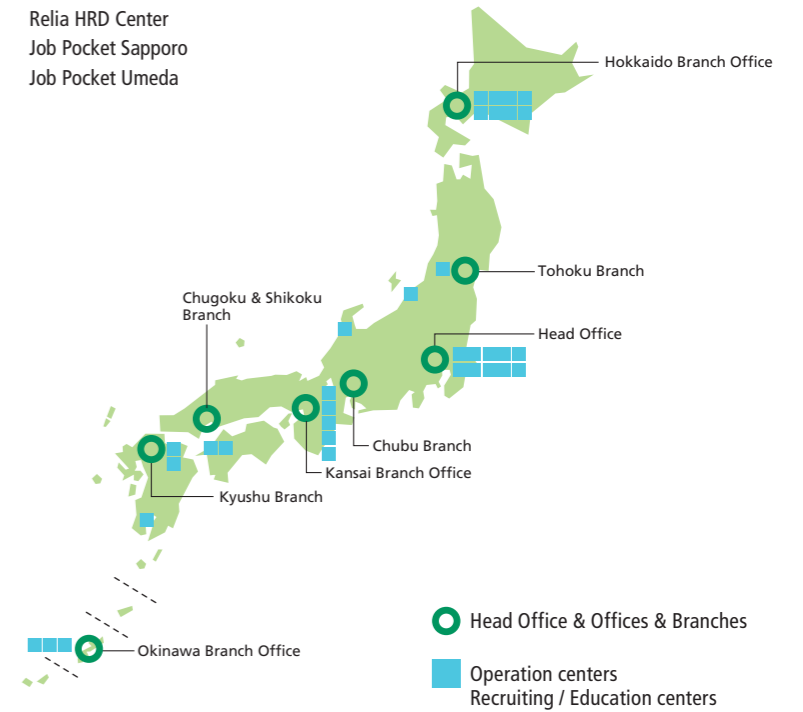 Relia HRD Center
Job Pocket Sapporo
Job Pocket Umeda
Hokkaido Branch Office
Tohoku Branch
Chugoku & Shikoku
Branch
Head Office
Chubu Branch
Kansai Branch Office
Kyushu Branch
Okinawa Branch Office
Head Office & Offices & Branches
Operation centers
Recruiting / Education centers